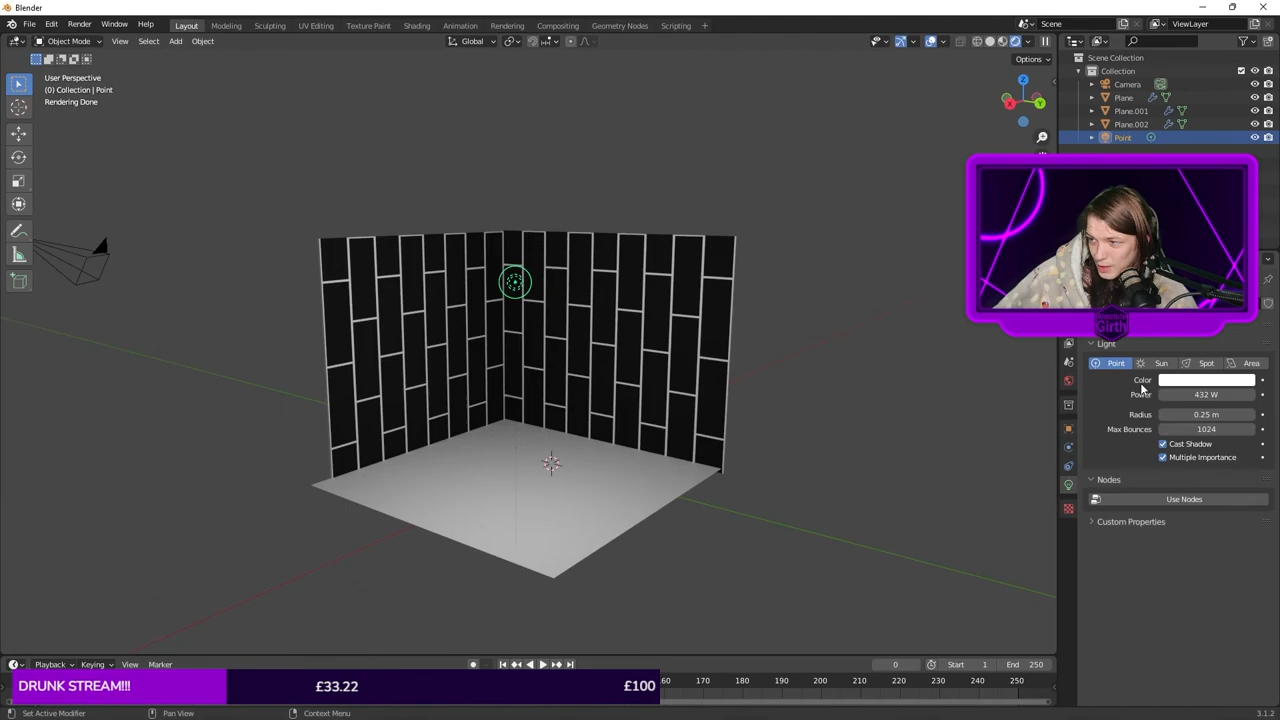 Blender
File Edit Render Window Help Layout Modeling Sculpting UV Editing Texture Paint Shading Animation Rendering Compositing Geometry Nodes Scripting + Scene ViewLayer
Object Mode View Select Add Object Global
Options
User Perspective
(0) Collection | Point
Rendering Done
X Y Z
Scene Collection
Collection
Camera
Plane
Plane.001
Plane.002
Point
Girth
Light
Point Sun Spot Area
Color
Power 432 W
Radius 0.25 m
Max Bounces 1024
Cast Shadow
Multiple Importance
Nodes
Use Nodes
Custom Properties
Playback Keying View Marker 0 Start 1 End 250
160 170 180 190 200 210 220 230 240 250
DRUNK STREAM!!! £33.22 £100
Set Active Modifier Pan View Context Menu 3.1.2